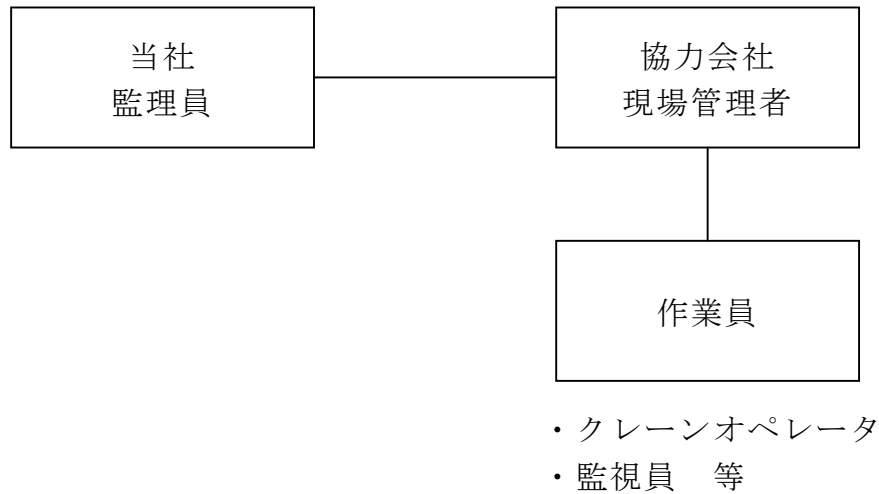 当社
監理員
協力会社
現場管理者
作業員
・クレーンオペレータ
・監視員　等